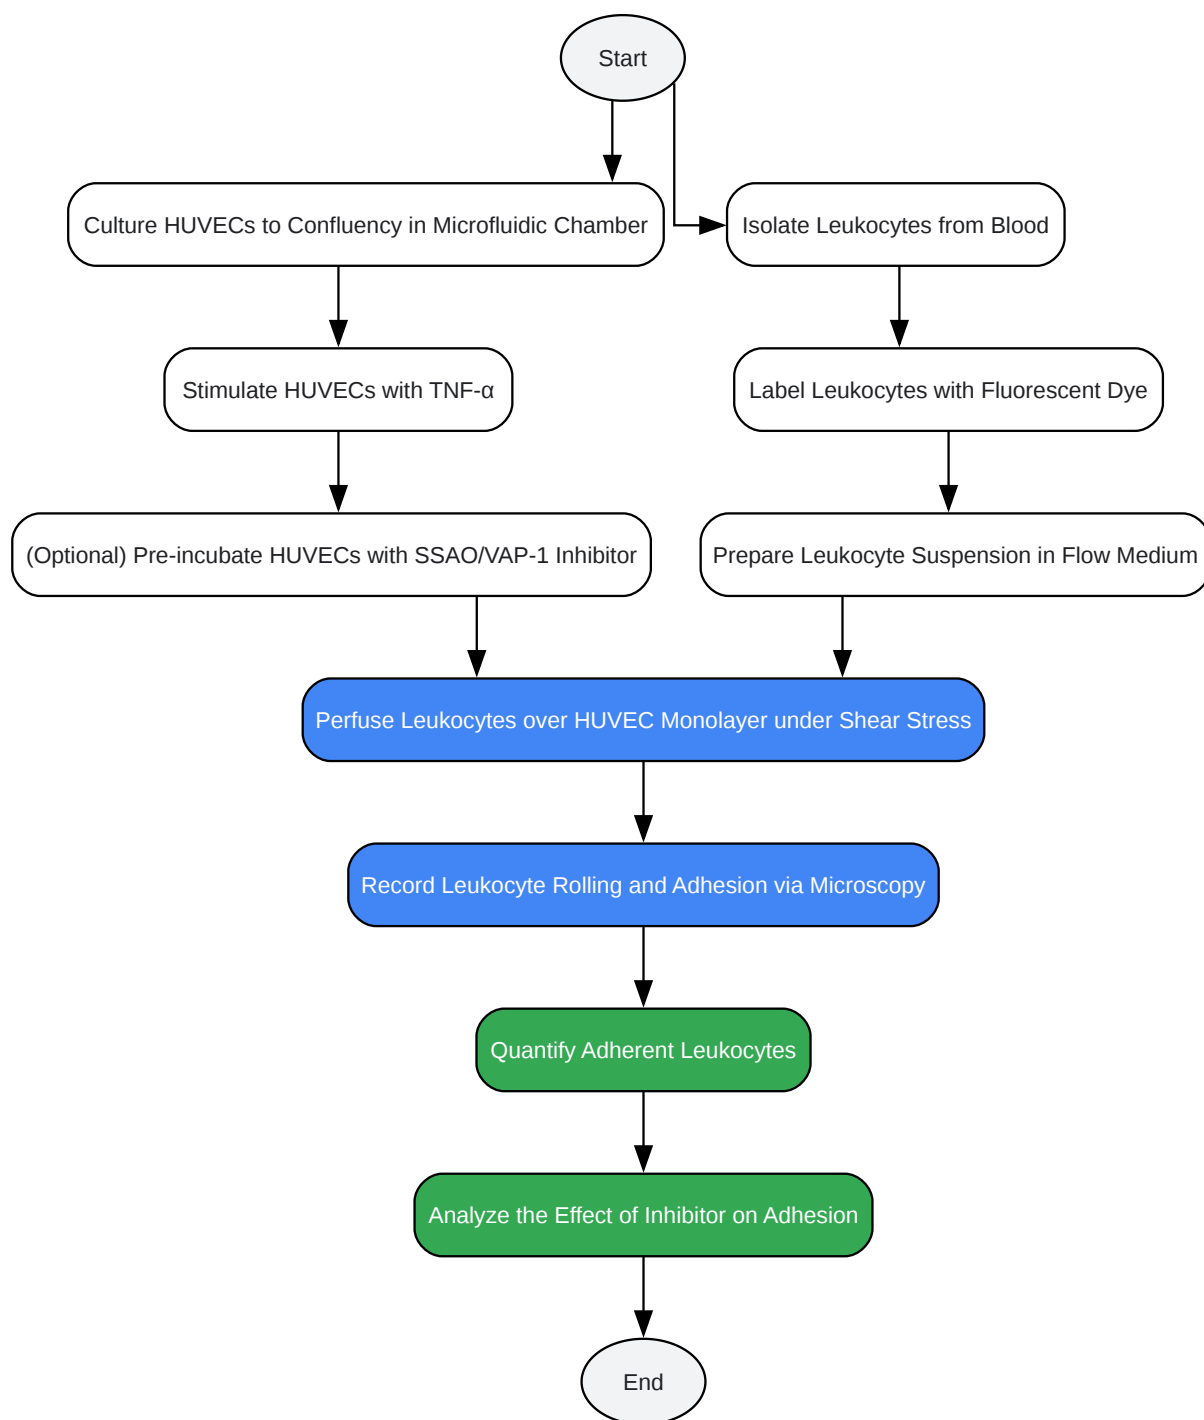 Start
Culture HUVECs to Confluency in Microfluidic Chamber
Isolate Leukocytes from Blood
Stimulate HUVECs with TNF-α
Label Leukocytes with Fluorescent Dye
(Optional) Pre-incubate HUVECs with SSAO/VAP-1 Inhibitor
Prepare Leukocyte Suspension in Flow Medium
Perfuse Leukocytes over HUVEC Monolayer under Shear Stress
Record Leukocyte Rolling and Adhesion via Microscopy
Quantify Adherent Leukocytes
Analyze the Effect of Inhibitor on Adhesion
End